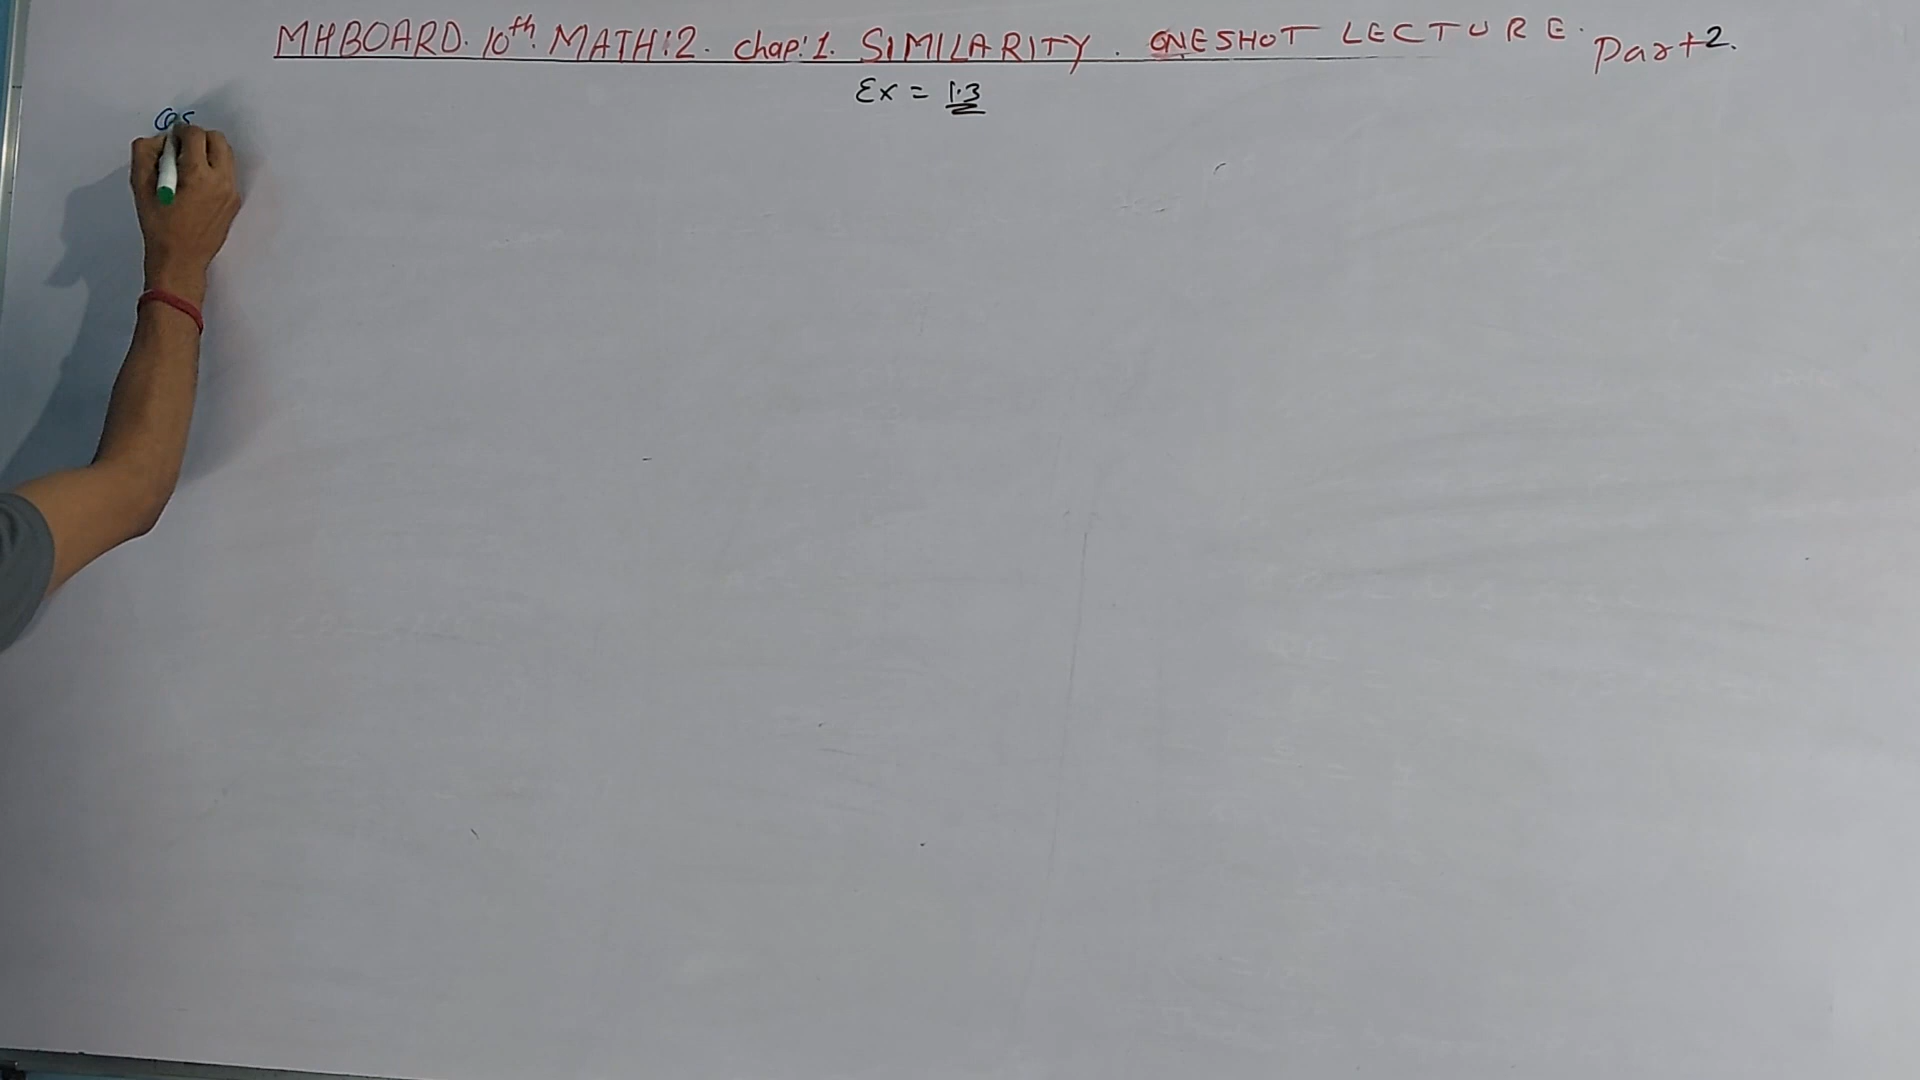 MHBOARD. 10th. MATH:2. Chap:1. SIMILARITY. ONESHOT LECTURE. Part 2.
Ex = 1.3